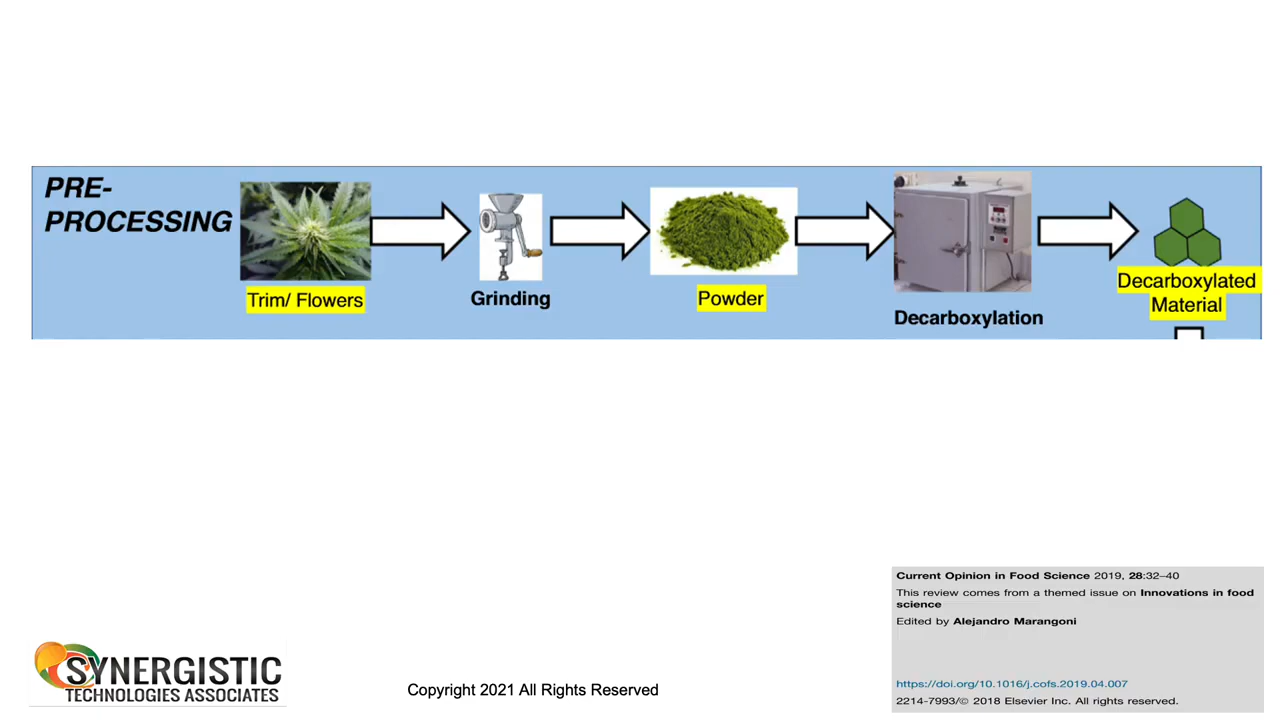 PRE-
PROCESSING
Trim/ Flowers
Grinding
Powder
Decarboxylation
Decarboxylated
Material
Current Opinion in Food Science 2019, 28:32–40
This review comes from a themed issue on Innovations in food
science
Edited by Alejandro Marangoni
https://doi.org/10.1016/j.cofs.2019.04.007
2214-7993/© 2018 Elsevier Inc. All rights reserved.
SYNERGISTIC
TECHNOLOGIES ASSOCIATES
Copyright 2021 All Rights Reserved